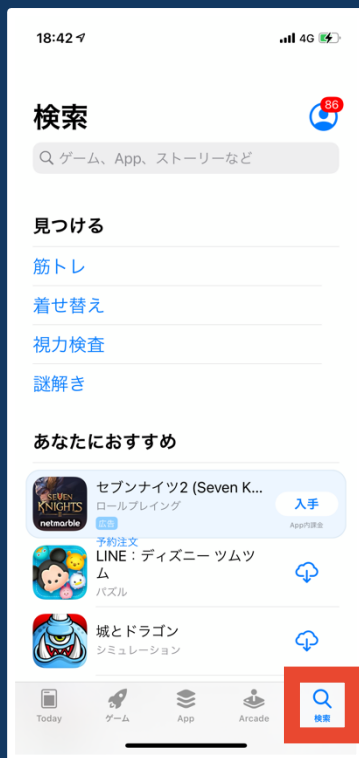 18:42
4G
検索
86
ゲーム、App、ストーリーなど
見つける
筋トレ
着せ替え
視力検査
謎解き
あなたにおすすめ
SEVEN
KNIGHTS
netmarble
セブンナイツ2 (Seven K...
ロールプレイング
広告
予約注文
入手
App内課金
LINE:ディズニー ツムツ
ム
パズル
城とドラゴン
シミュレーション
Today
ゲーム
App
Arcade
検索